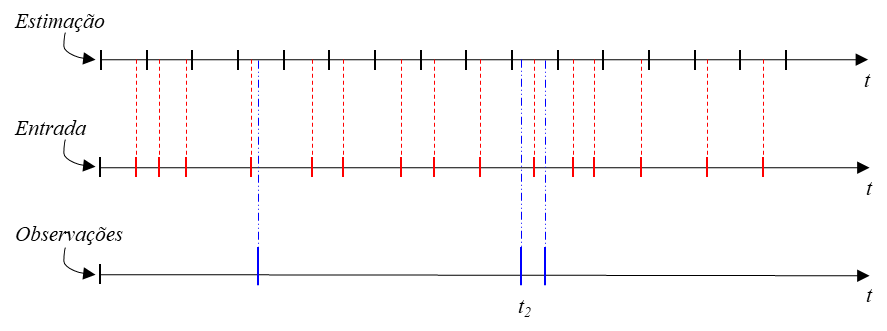 Estimação
t
Entrada
t
Observações
t
t2